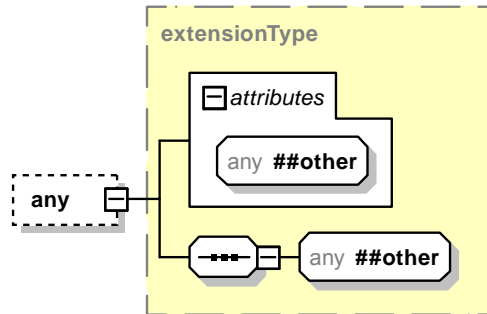 extensionType
attributes
any ##other
any
any ##other